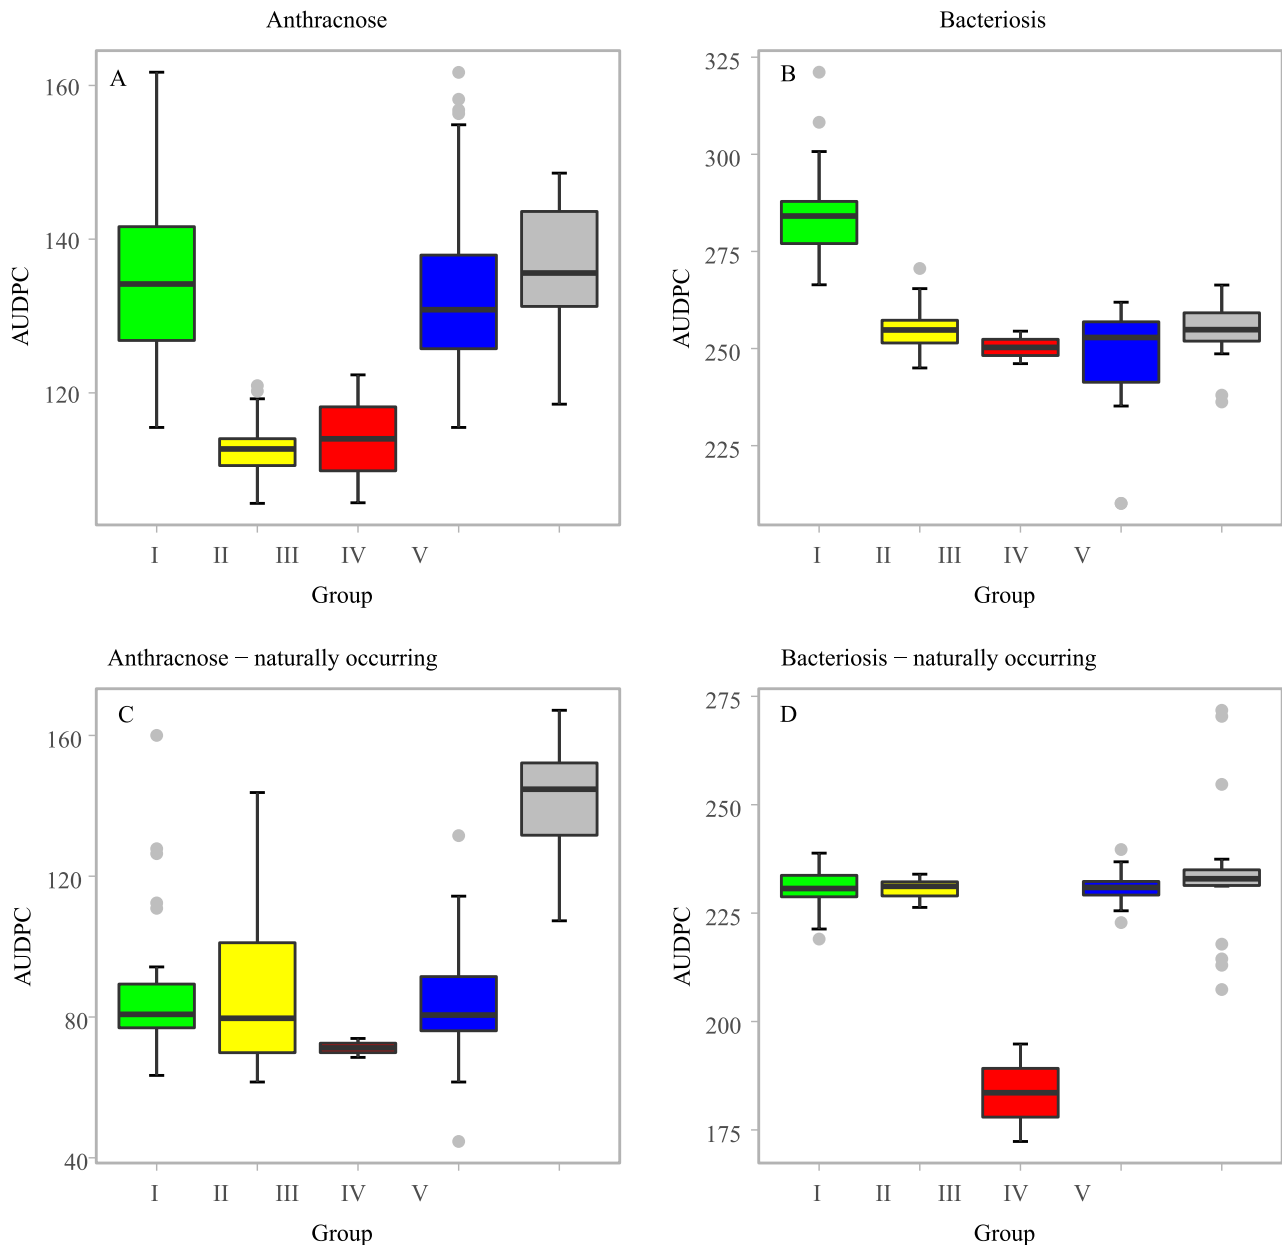 Anthracnose
A
160
140
120
AUDPC
I II III IV V
Group
Bacteriosis
B
325
300
275
250
225
AUDPC
I II III IV V
Group
Anthracnose − naturally occurring
C
160
120
80
40
AUDPC
I II III IV V
Group
Bacteriosis − naturally occurring
D
275
250
225
200
175
AUDPC
I II III IV V
Group